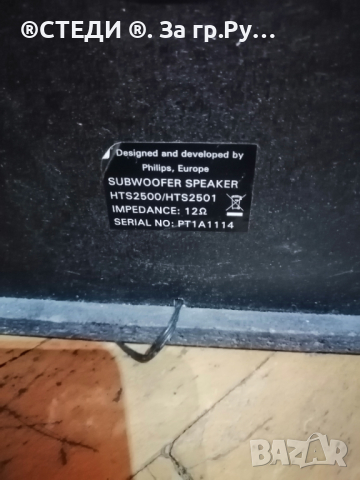 ®СТЕДИ ®. За гр.Ру...
Designed and developed by
Philips, Europe
SUBWOOFER SPEAKER
HTS2500/HTS2501
IMPEDANCE: 12Ω
SERIAL NO: PT1A1114
BAZAR